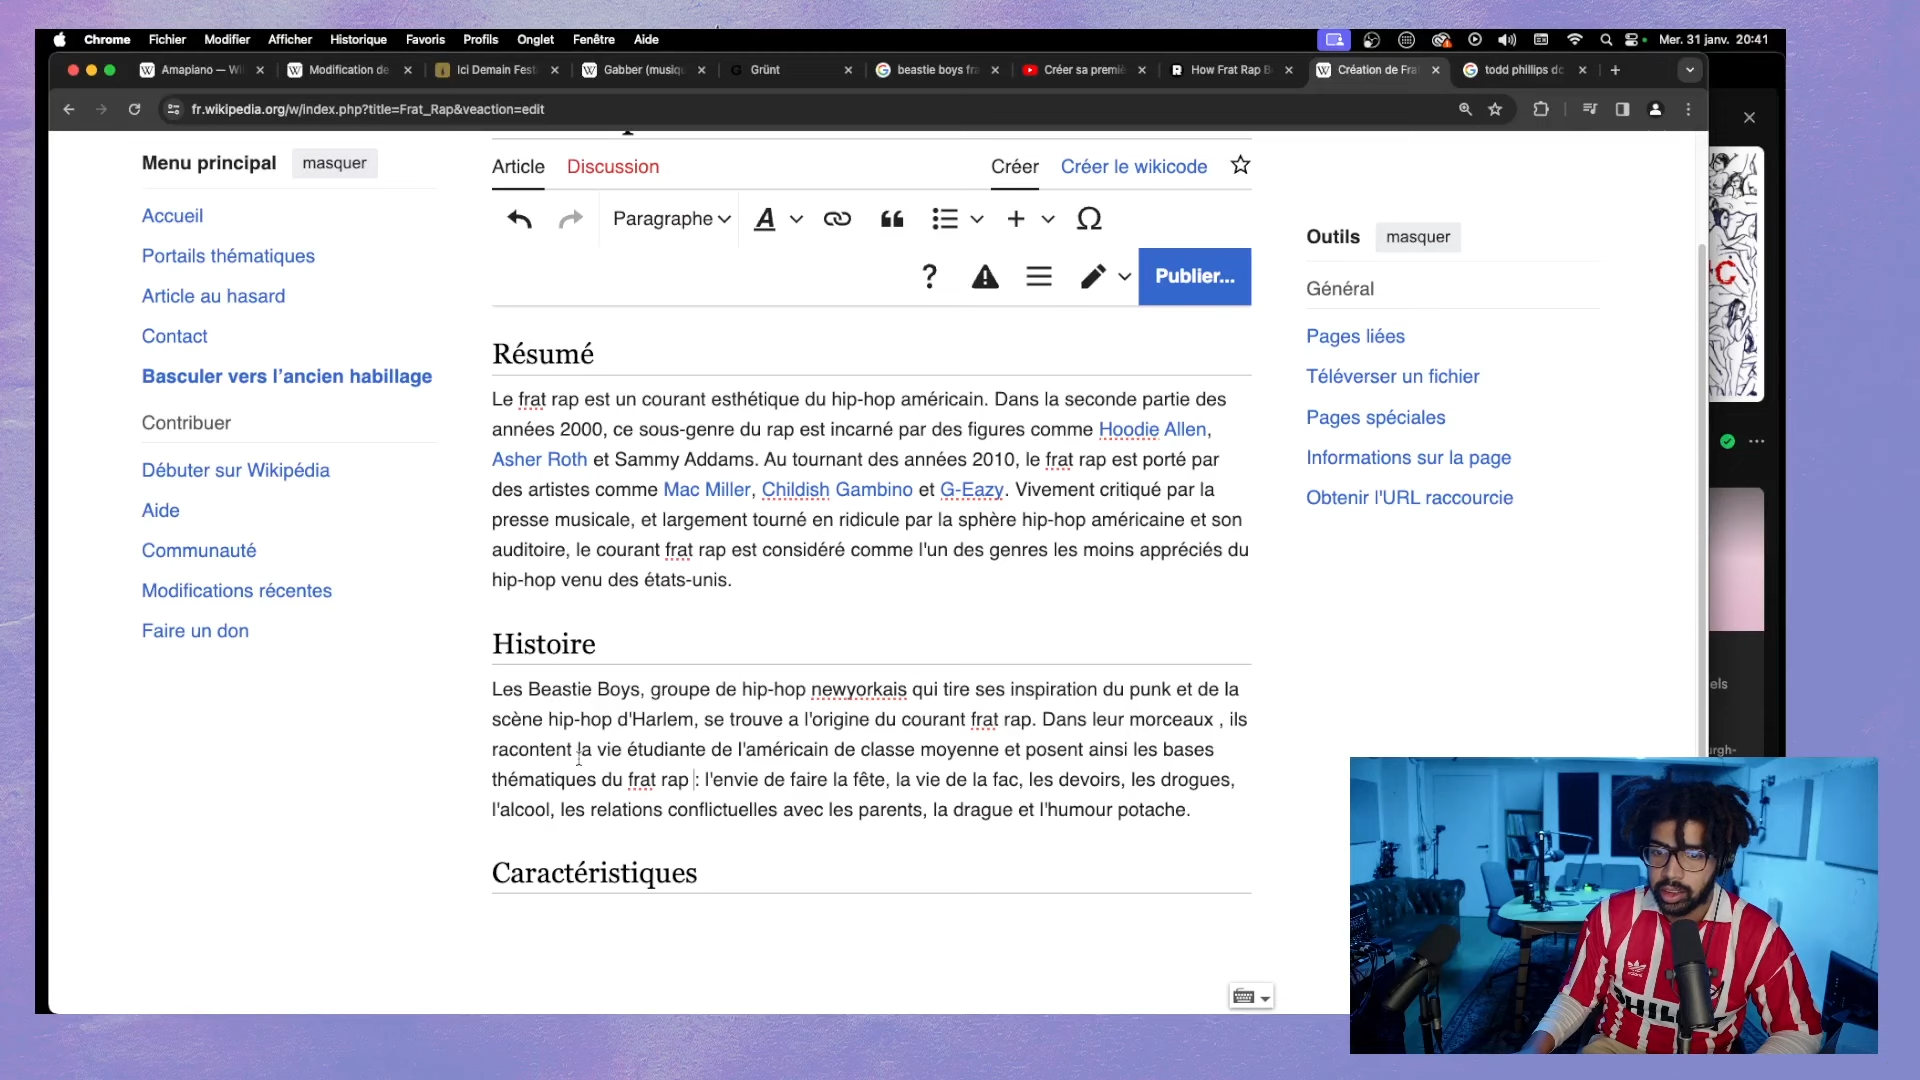 Chrome Fichier Modifier Afficher Historique Favoris Profils Onglet Fenêtre Aide
Mer. 31 janv. 20:41
Amapiano — Wi
Modification de
Ici Demain Fest
Gabber (musiqu
Grünt
beastie boys fra
Créer sa premiè
How Frat Rap B
Création de Fra
todd phillips do
fr.wikipedia.org/w/index.php?title=Frat_Rap&veaction=edit
Menu principal masquer
Accueil
Portails thématiques
Article au hasard
Contact
Basculer vers l'ancien habillage
Contribuer
Débuter sur Wikipédia
Aide
Communauté
Modifications récentes
Faire un don
Article Discussion Créer Créer le wikicode
Paragraphe
Publier...
Résumé
Le frat rap est un courant esthétique du hip-hop américain. Dans la seconde partie des
années 2000, ce sous-genre du rap est incarné par des figures comme Hoodie Allen,
Asher Roth et Sammy Addams. Au tournant des années 2010, le frat rap est porté par
des artistes comme Mac Miller, Childish Gambino et G-Eazy. Vivement critiqué par la
presse musicale, et largement tourné en ridicule par la sphère hip-hop américaine et son
auditoire, le courant frat rap est considéré comme l'un des genres les moins appréciés du
hip-hop venu des états-unis.
Histoire
Les Beastie Boys, groupe de hip-hop newyorkais qui tire ses inspiration du punk et de la
scène hip-hop d'Harlem, se trouve a l'origine du courant frat rap. Dans leur morceaux , ils
racontent la vie étudiante de l'américain de classe moyenne et posent ainsi les bases
thématiques du frat rap : l'envie de faire la fête, la vie de la fac, les devoirs, les drogues,
l'alcool, les relations conflictuelles avec les parents, la drague et l'humour potache.
Caractéristiques
Outils masquer
Général
Pages liées
Téléverser un fichier
Pages spéciales
Informations sur la page
Obtenir l'URL raccourcie
els
urgh-